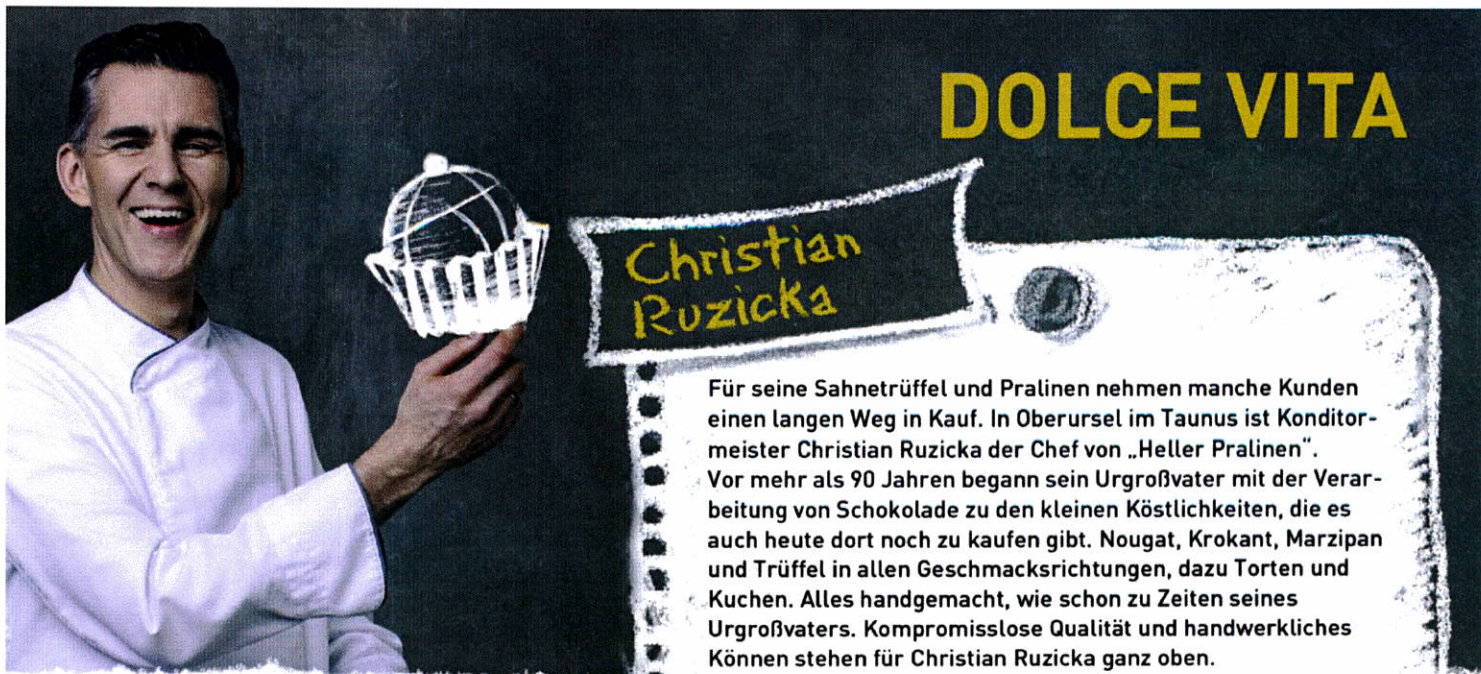 DOLCE VITA
Christian
Ruzicka
Für seine Sahnetrüffel und Pralinen nehmen manche Kunden
einen langen Weg in Kauf. In Oberursel im Taunus ist Konditor-
meister Christian Ruzicka der Chef von „Heller Pralinen“.
Vor mehr als 90 Jahren begann sein Urgroßvater mit der Verar-
beitung von Schokolade zu den kleinen Köstlichkeiten, die es
auch heute dort noch zu kaufen gibt. Nougat, Krokant, Marzipan
und Trüffel in allen Geschmacksrichtungen, dazu Torten und
Kuchen. Alles handgemacht, wie schon zu Zeiten seines
Urgroßvaters. Kompromisslose Qualität und handwerkliches
Können stehen für Christian Ruzicka ganz oben.